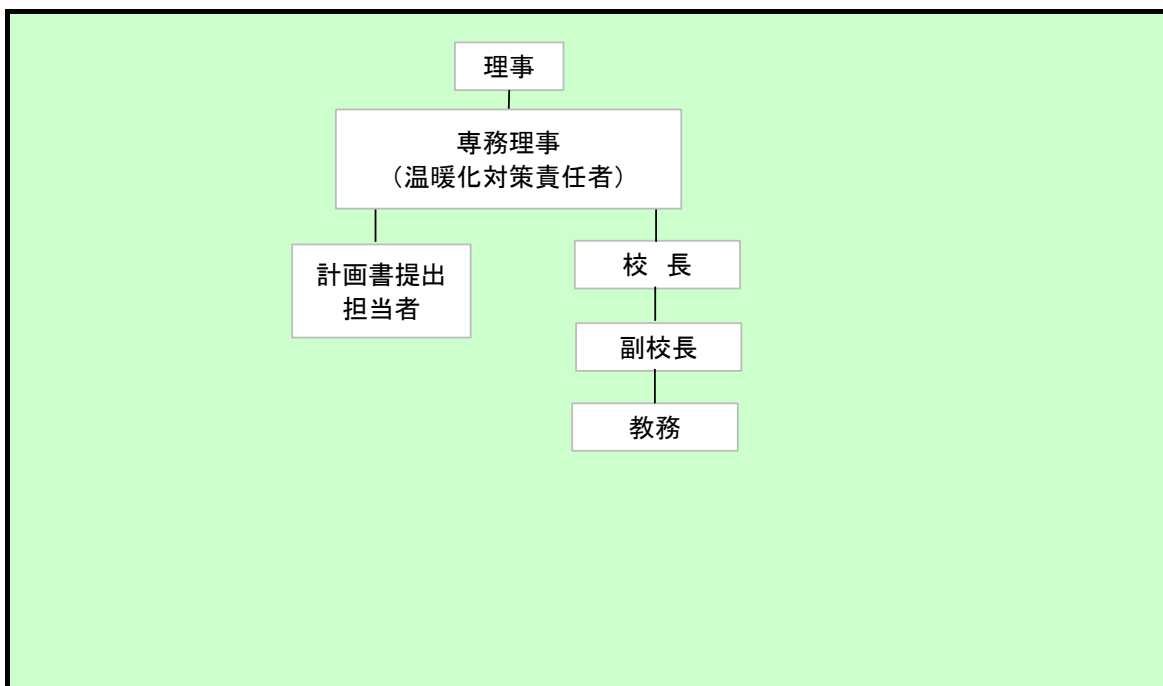 理事
専務理事
（温暖化対策責任者）
計画書提出
担当者
校　長
副校長
教務